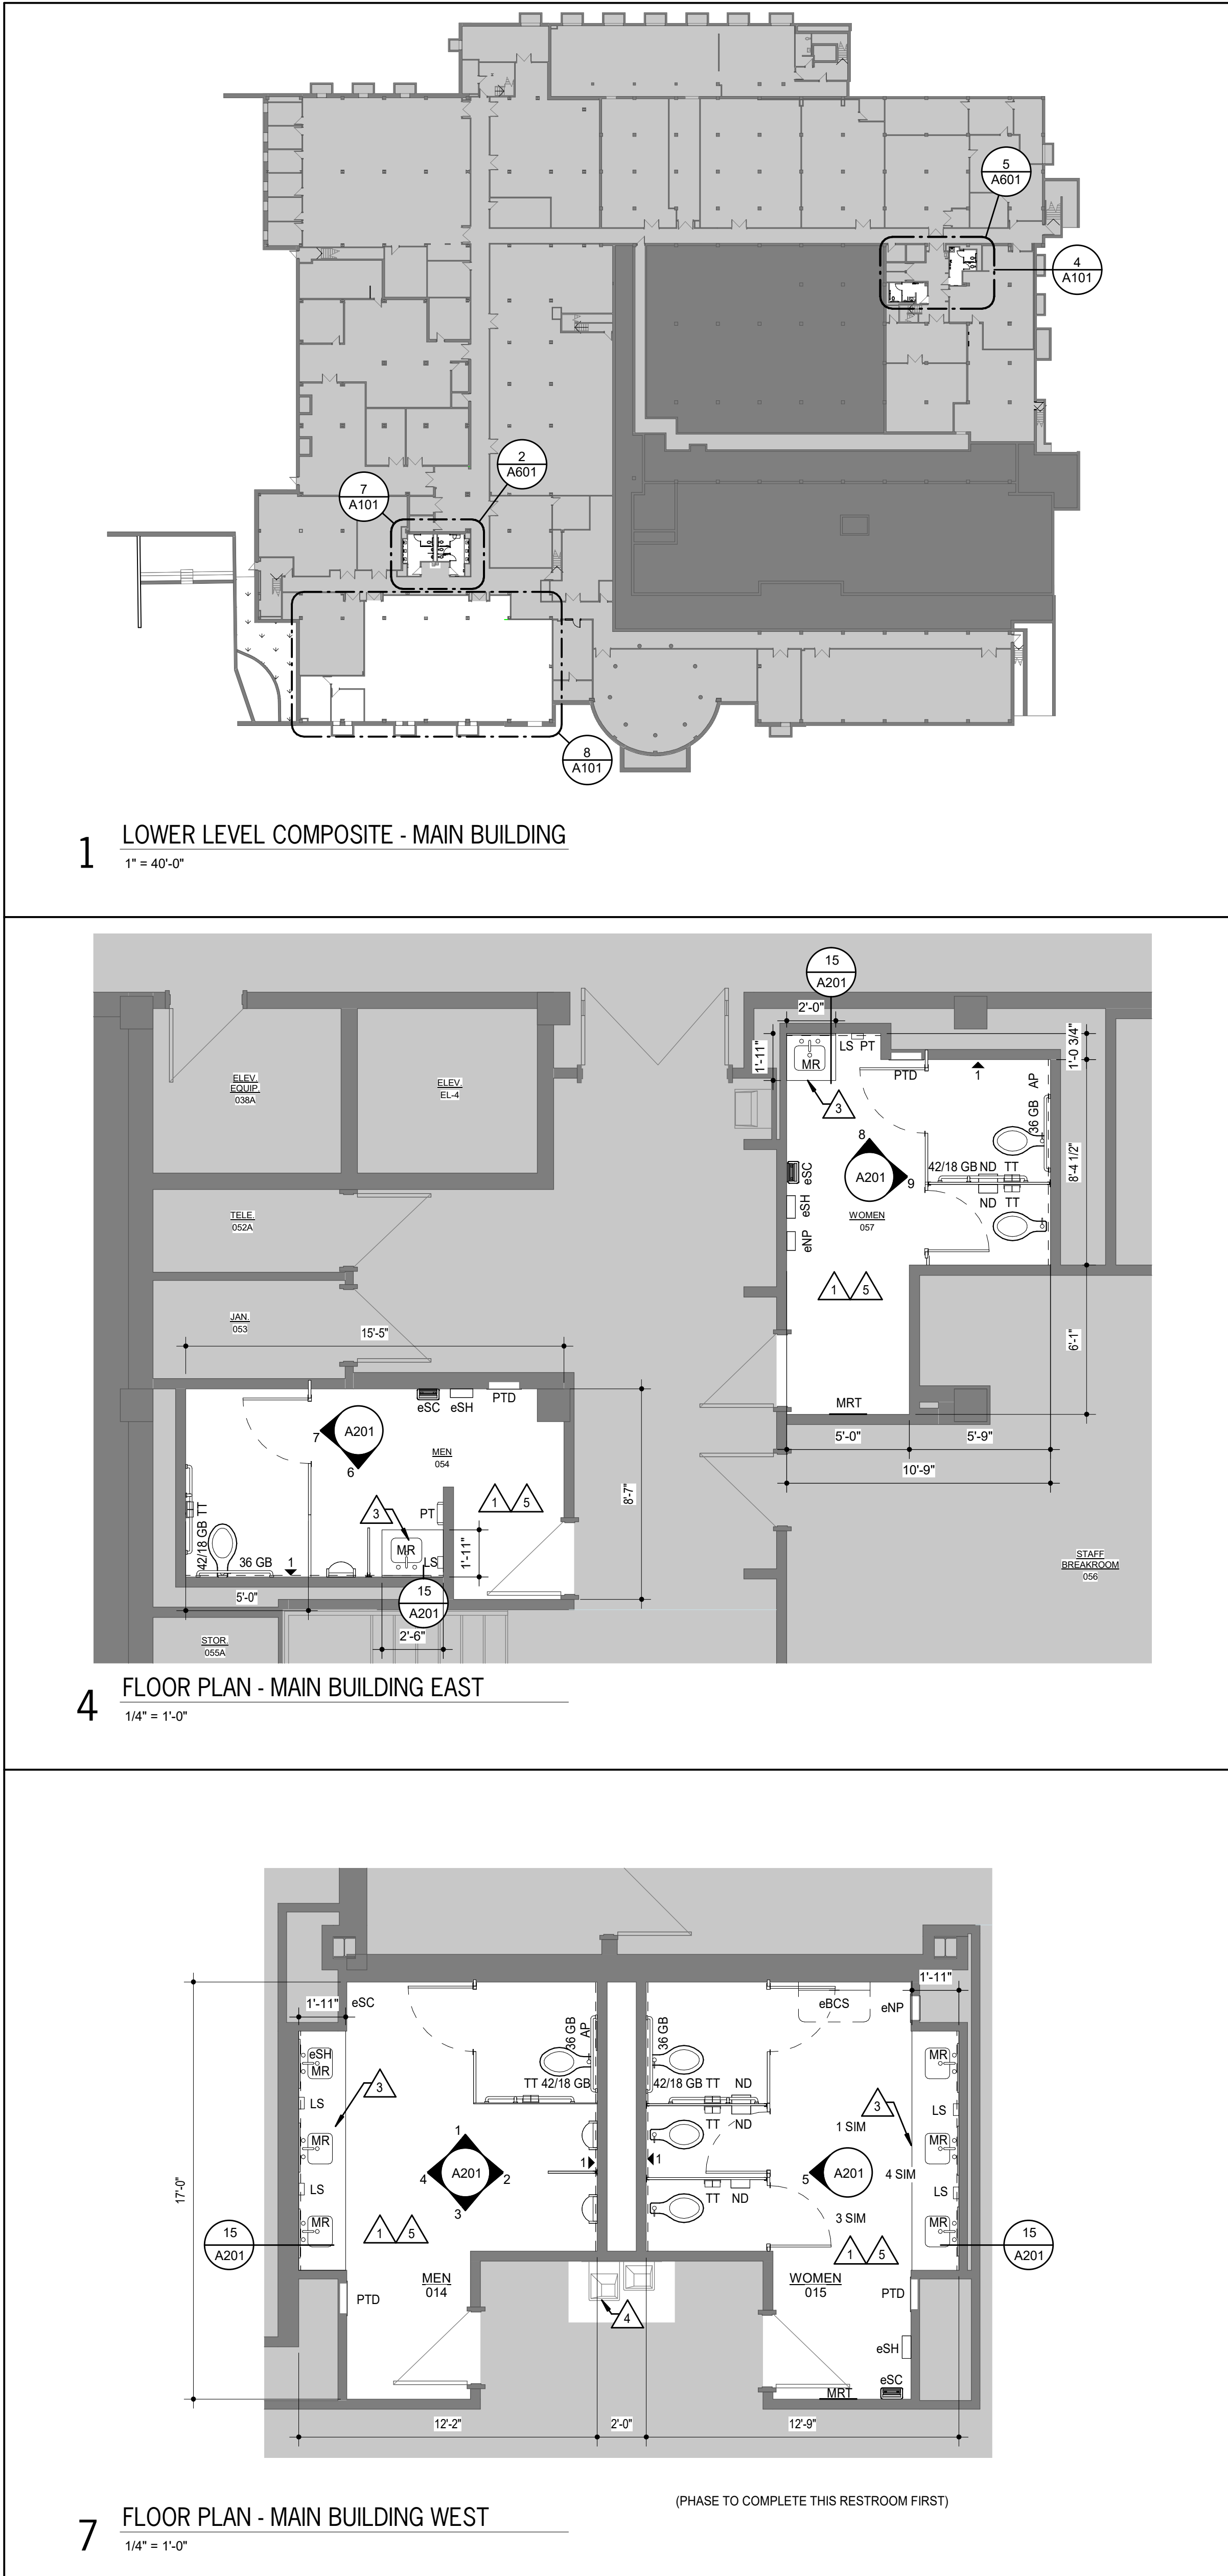 5
A601
4
A101
2
A601
7
A101
8
A101
1
LOWER LEVEL COMPOSITE - MAIN BUILDING
1" = 40'-0"
15
A201
2'-0"
1'-11"
LS PT
MR
PTD
1
1'-0 3/4"
AP
36 GB
3
8
A201
9
42/18 GB ND TT
ND TT
8'-4 1/2"
eSC
eSH
eNP
WOMEN
057
1 5
6'-1"
MRT
5'-0"
5'-9"
10'-9"
ELEV.
EQUIP.
038A
ELEV.
EL-4
TELE.
052A
JAN.
053
15'-5"
eSC eSH
PTD
7
A201
6
MEN
054
3
1 5
8'-7"
PT
MR
LS
1'-11"
42/18 GB TT
36 GB
1
5'-0"
15
A201
2'-6"
STOR.
055A
STAFF
BREAKROOM
056
4
FLOOR PLAN - MAIN BUILDING EAST
1/4" = 1'-0"
1'-11"
eSC
eBCS
eNP
1'-11"
eSH
MR
36 GB
AP
36 GB
MR
3
TT 42/18 GB
42/18 GB TT ND
LS
TT ND
3
LS
MR
1
4
A201
2
3
1
1
1 SIM
5
A201
4 SIM
3 SIM
MR
LS
TT ND
LS
17'-0"
MR
MR
15
A201
1 5
1 5
15
A201
MEN
014
WOMEN
015
PTD
PTD
4
eSH
eSC
MRT
12'-2"
2'-0"
12'-9"
(PHASE TO COMPLETE THIS RESTROOM FIRST)
7
FLOOR PLAN - MAIN BUILDING WEST
1/4" = 1'-0"